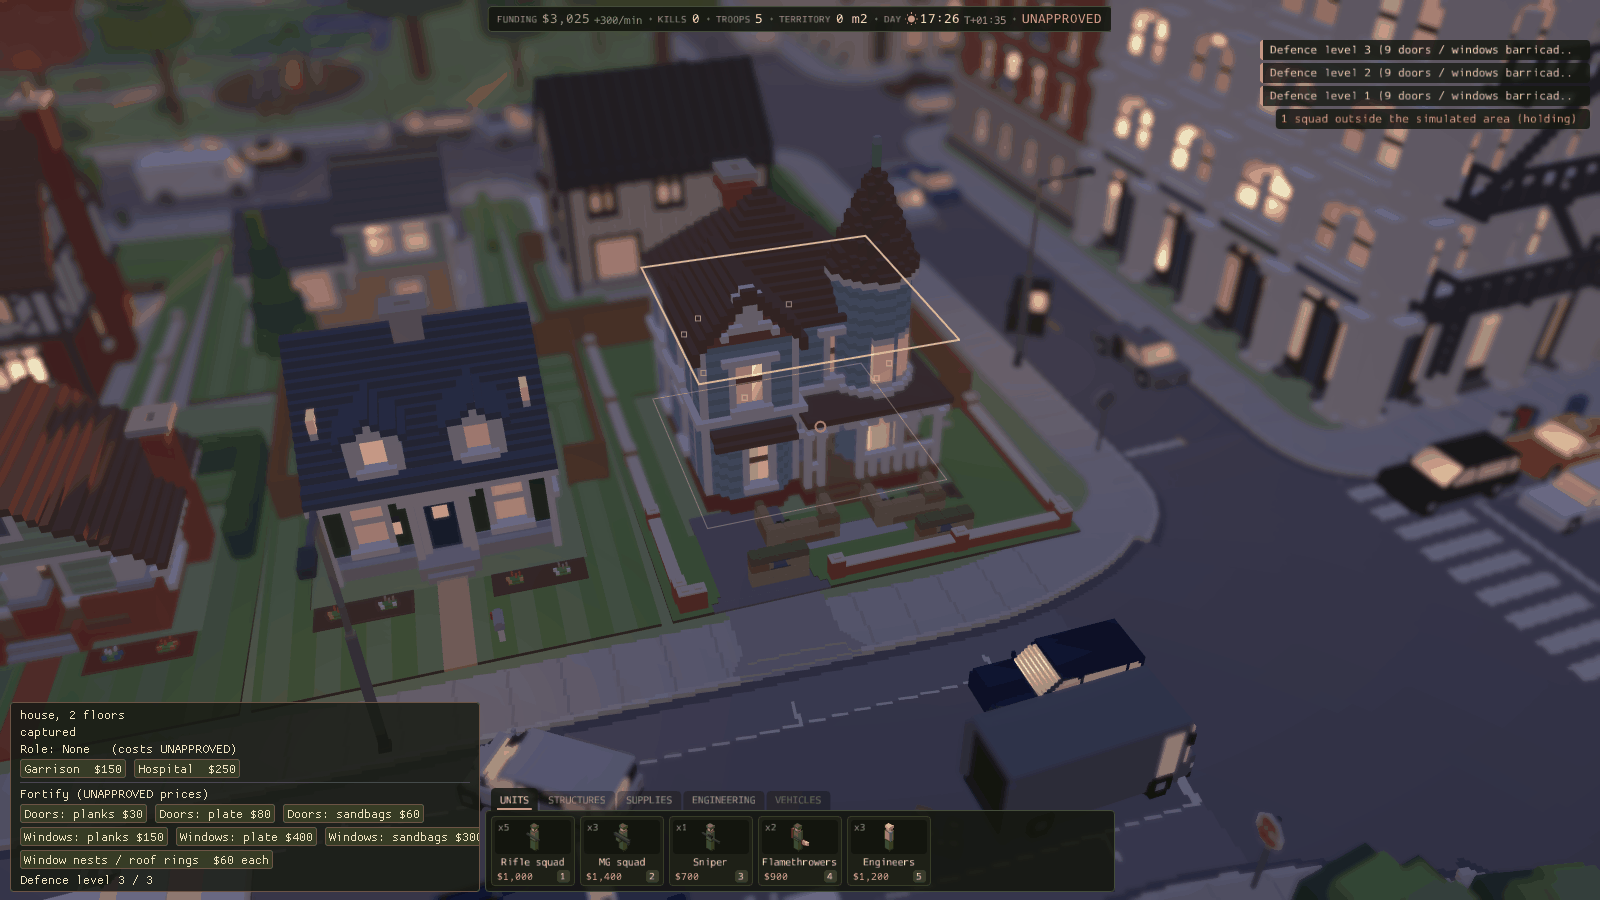 FUNDING $3,025 +300/min · KILLS 0 · TROOPS 5 · TERRITORY 0 m2 · DAY 17:26 T+01:35 · UNAPPROVED
Defence level 3 (9 doors / windows barricad..
Defence level 2 (9 doors / windows barricad..
Defence level 1 (9 doors / windows barricad..
1 squad outside the simulated area (holding)
house, 2 floors
captured
Role: None (costs UNAPPROVED)
Garrison $150 Hospital $250
Fortify (UNAPPROVED prices)
Doors: planks $30 Doors: plate $80 Doors: sandbags $60
Windows: planks $150 Windows: plate $400 Windows: sandbags $300
Window nests / roof rings $60 each
Defence level 3 / 3
UNITS STRUCTURES SUPPLIES ENGINEERING VEHICLES
x5 x3 x1 x2 x3
Rifle squad MG squad Sniper Flamethrowers Engineers
$1,000 1 $1,400 2 $700 3 $900 4 $1,200 5